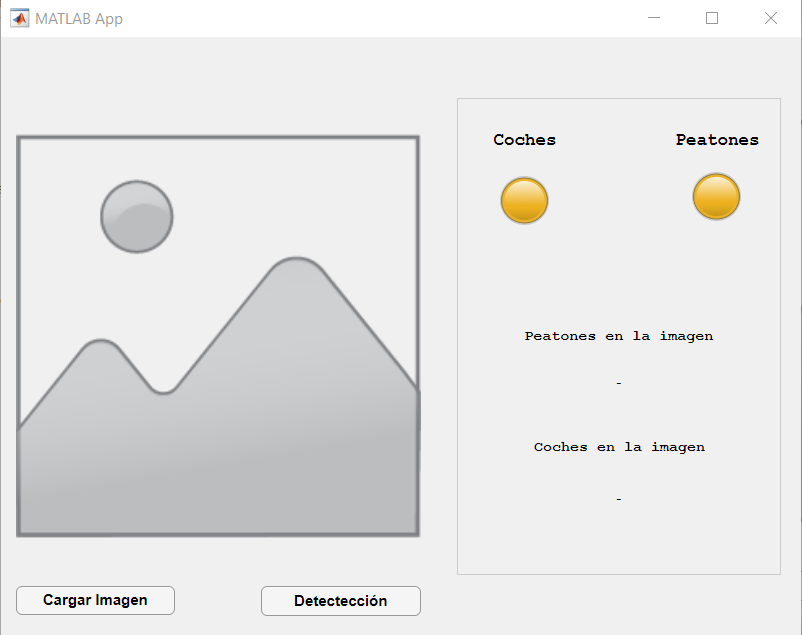 MATLAB App
Coches
Peatones
Peatones en la imagen
-
Coches en la imagen
-
Cargar Imagen
Detectección